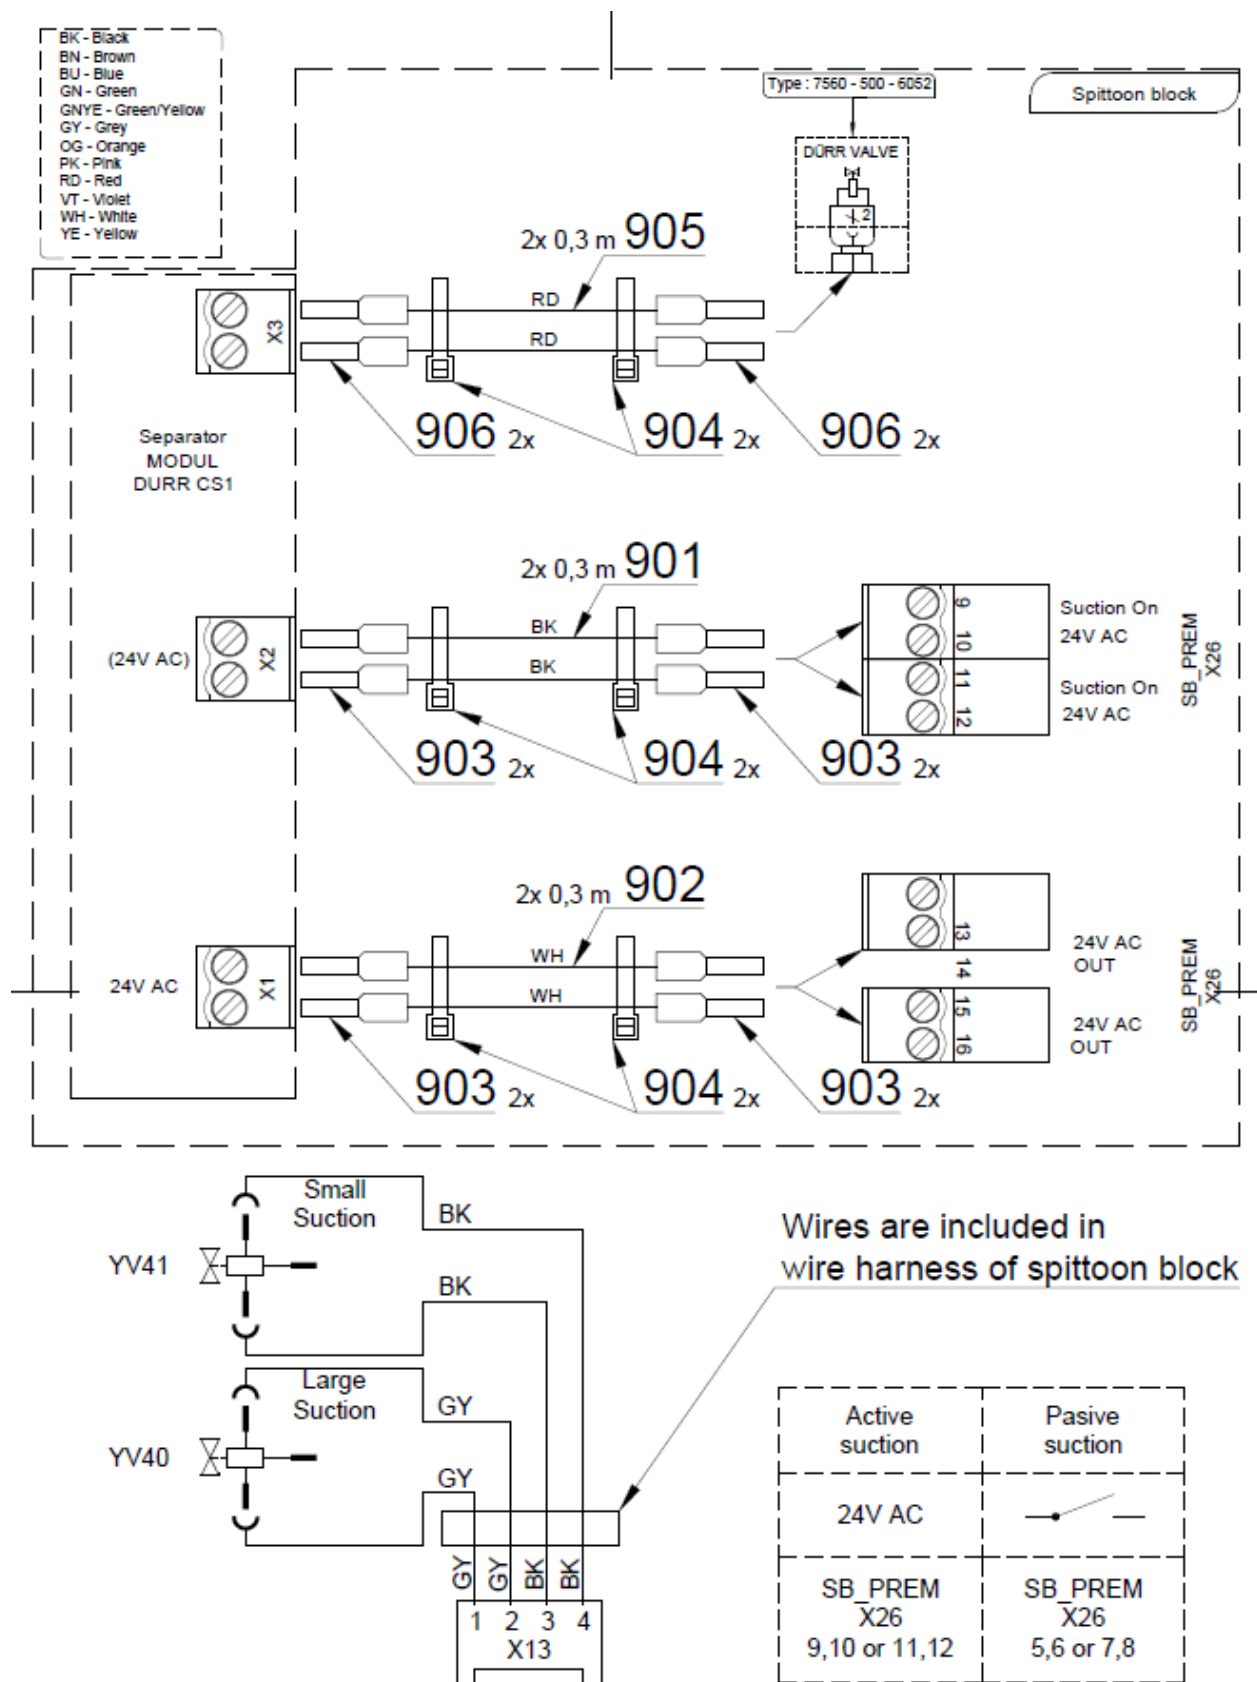 BK - Black
BN - Brown
BU - Blue
GN - Green
GNYE - Green/Yellow
GY - Grey
OG - Orange
PK - Pink
RD - Red
VT - Violet
WH - White
YE - Yellow
Type : 7560 - 500 - 6052
Spittoon block
DÜRR VALVE
2
2x 0,3 m 905
RD
X3
RD
906 2x
904 2x
906 2x
Separator
MODUL
DURR CS1
2x 0,3 m 901
BK
(24V AC)
X2
BK
9
10
11
12
Suction On
24V AC
Suction On
24V AC
SB_PREM
X26
903 2x
904 2x
903 2x
2x 0,3 m 902
WH
24V AC
X1
WH
13
14
15
16
24V AC
OUT
24V AC
OUT
SB_PREM
X26
903 2x
904 2x
903 2x
Small
Suction
BK
YV41
BK
Wires are included in
wire harness of spittoon block
Large
Suction
GY
YV40
GY
GY
GY
BK
BK
1 2 3 4
X13
Active
suction
Pasive
suction
24V AC
SB_PREM
X26
9,10 or 11,12
SB_PREM
X26
5,6 or 7,8